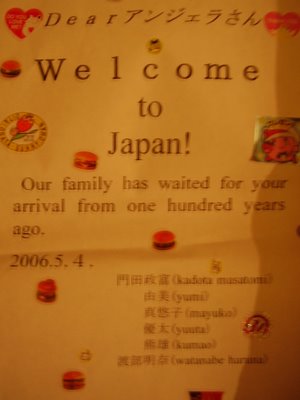 Dearアンジェラさん
Welcome
to
Japan!
Our family has waited for your
arrival from one hundred years
ago.
2006.5.4.
門田政富(kadota masatomi)
由美(yumi)
真悠子(mayuko)
優太(yuuta)
熊雄(kumao)
渡部明奈(watanabe haruna)